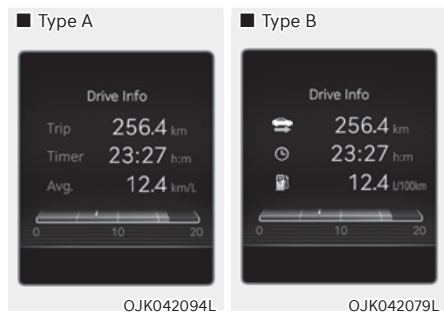 ■ Type A
Drive Info
Trip 256.4 km
Timer 23:27 h:m
Avg. 12.4 km/L
0 10 20
OJK042094L
■ Type B
Drive Info
256.4 km
23:27 h:m
12.4 L/100km
0 10 20
OJK042079L